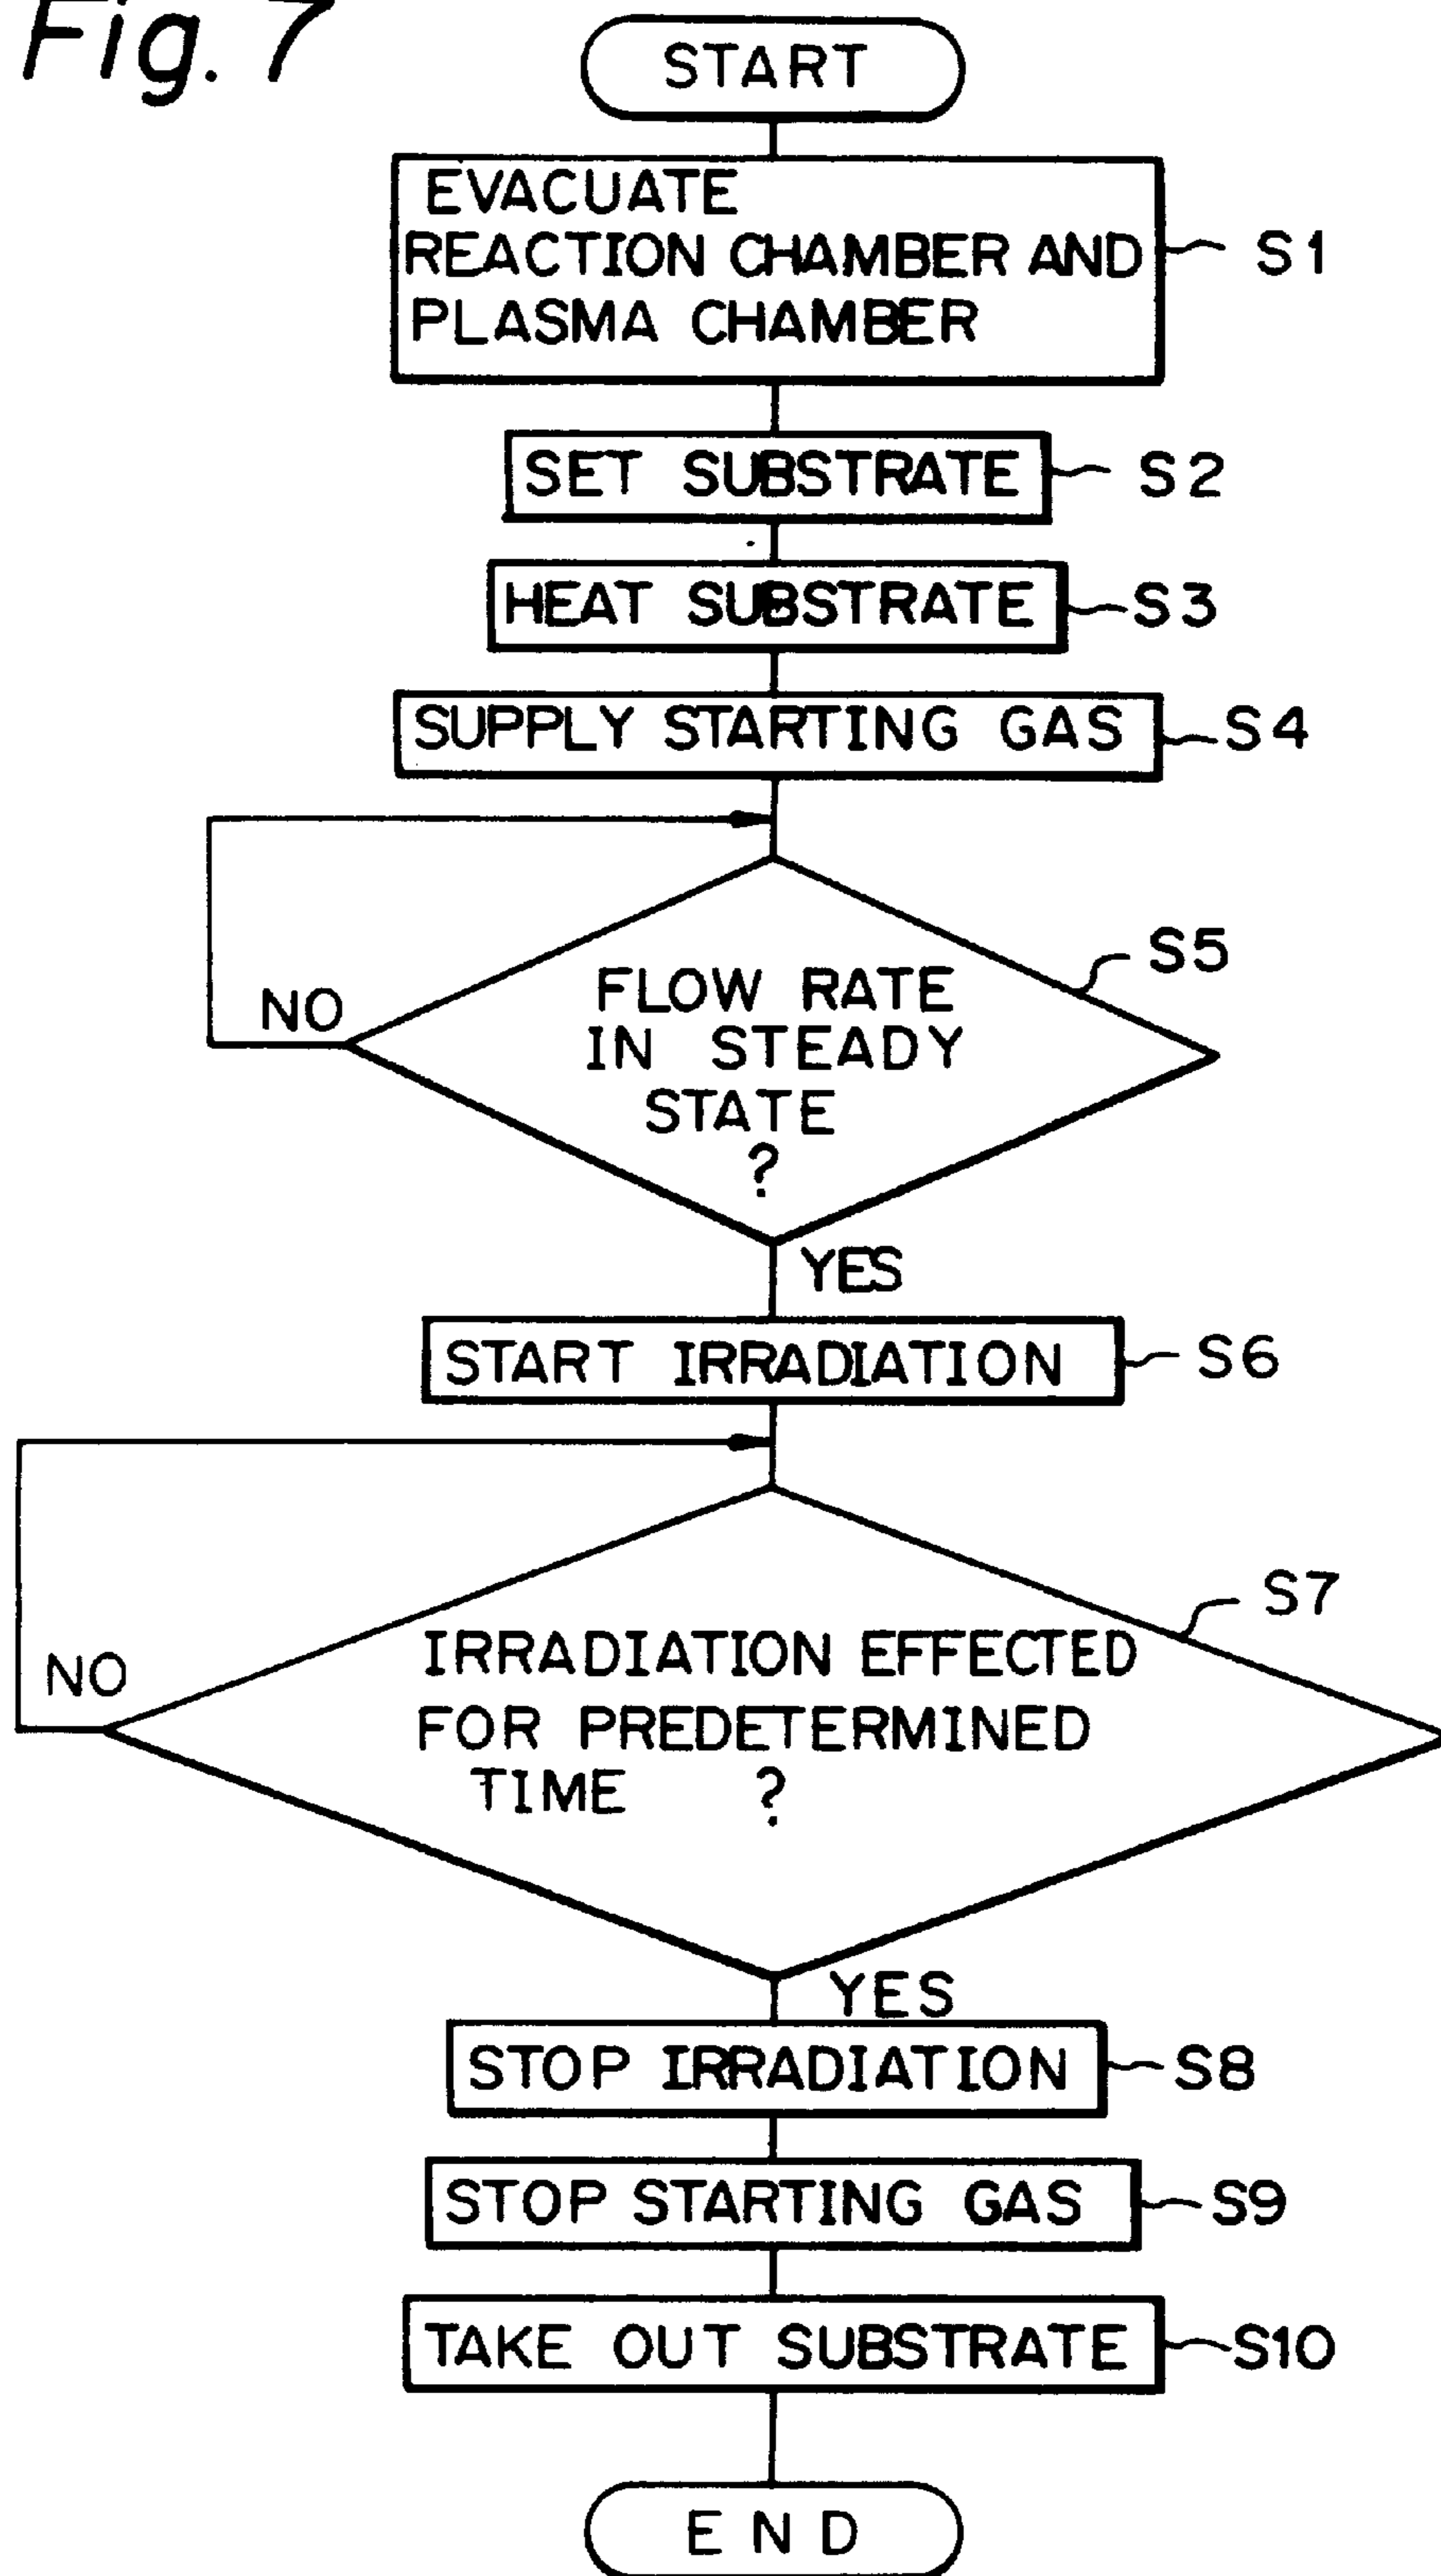 Fig. 7
START
EVACUATE
REACTION CHAMBER AND
PLASMA CHAMBER
S1
SET SUBSTRATE
S2
HEAT SUBSTRATE
S3
SUPPLY STARTING GAS
S4
S5
FLOW RATE
IN STEADY
STATE
?
NO
YES
START IRRADIATION
S6
S7
IRRADIATION EFFECTED
FOR PREDETERMINED
TIME ?
NO
YES
STOP IRRADIATION
S8
STOP STARTING GAS
S9
TAKE OUT SUBSTRATE
S10
END